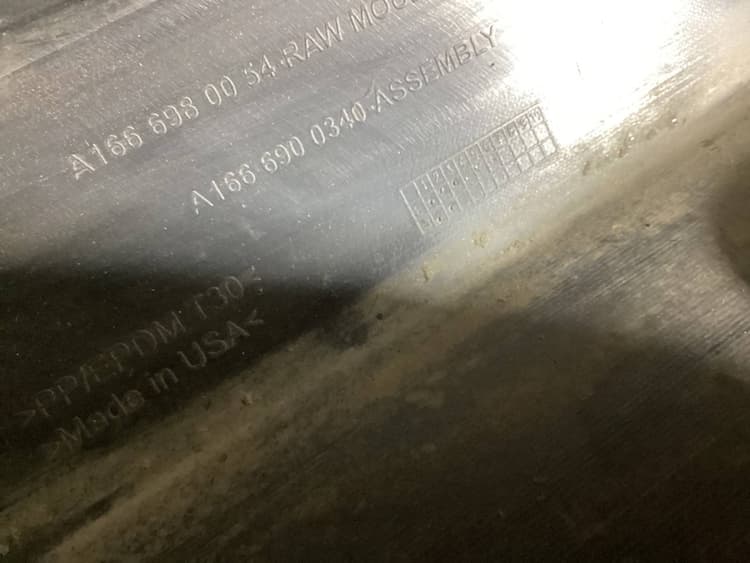 A166 698 00 54 RAW
A166 690 0340 ASSEMBLY
>PP/EPDM T30<
>Made in USA<